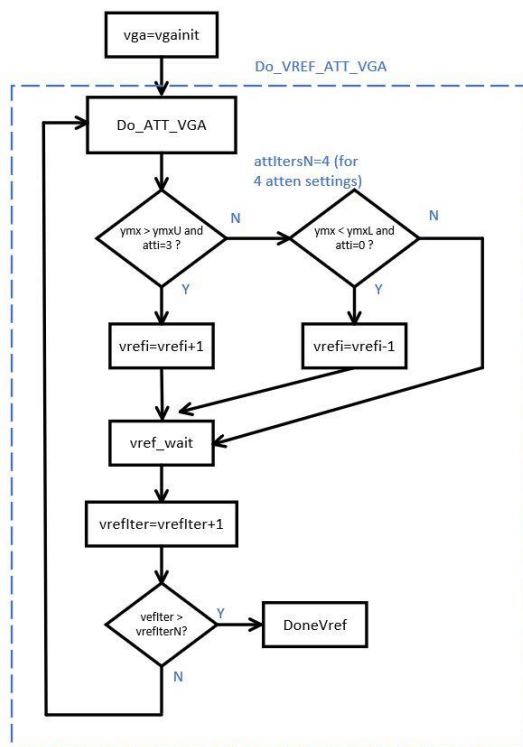 vga=vgainit
Do_VREF_ATT_VGA
Do_ATT_VGA
attItersN=4 (for
4 atten settings)
ymx > ymxU and
atti=3 ?
N
ymx < ymxL and
atti=0 ?
N
Y
Y
vrefi=vrefi+1
vrefi=vrefi-1
vref_wait
vrefIter=vrefIter+1
vefIter >
vrefIterN?
Y
DoneVref
N